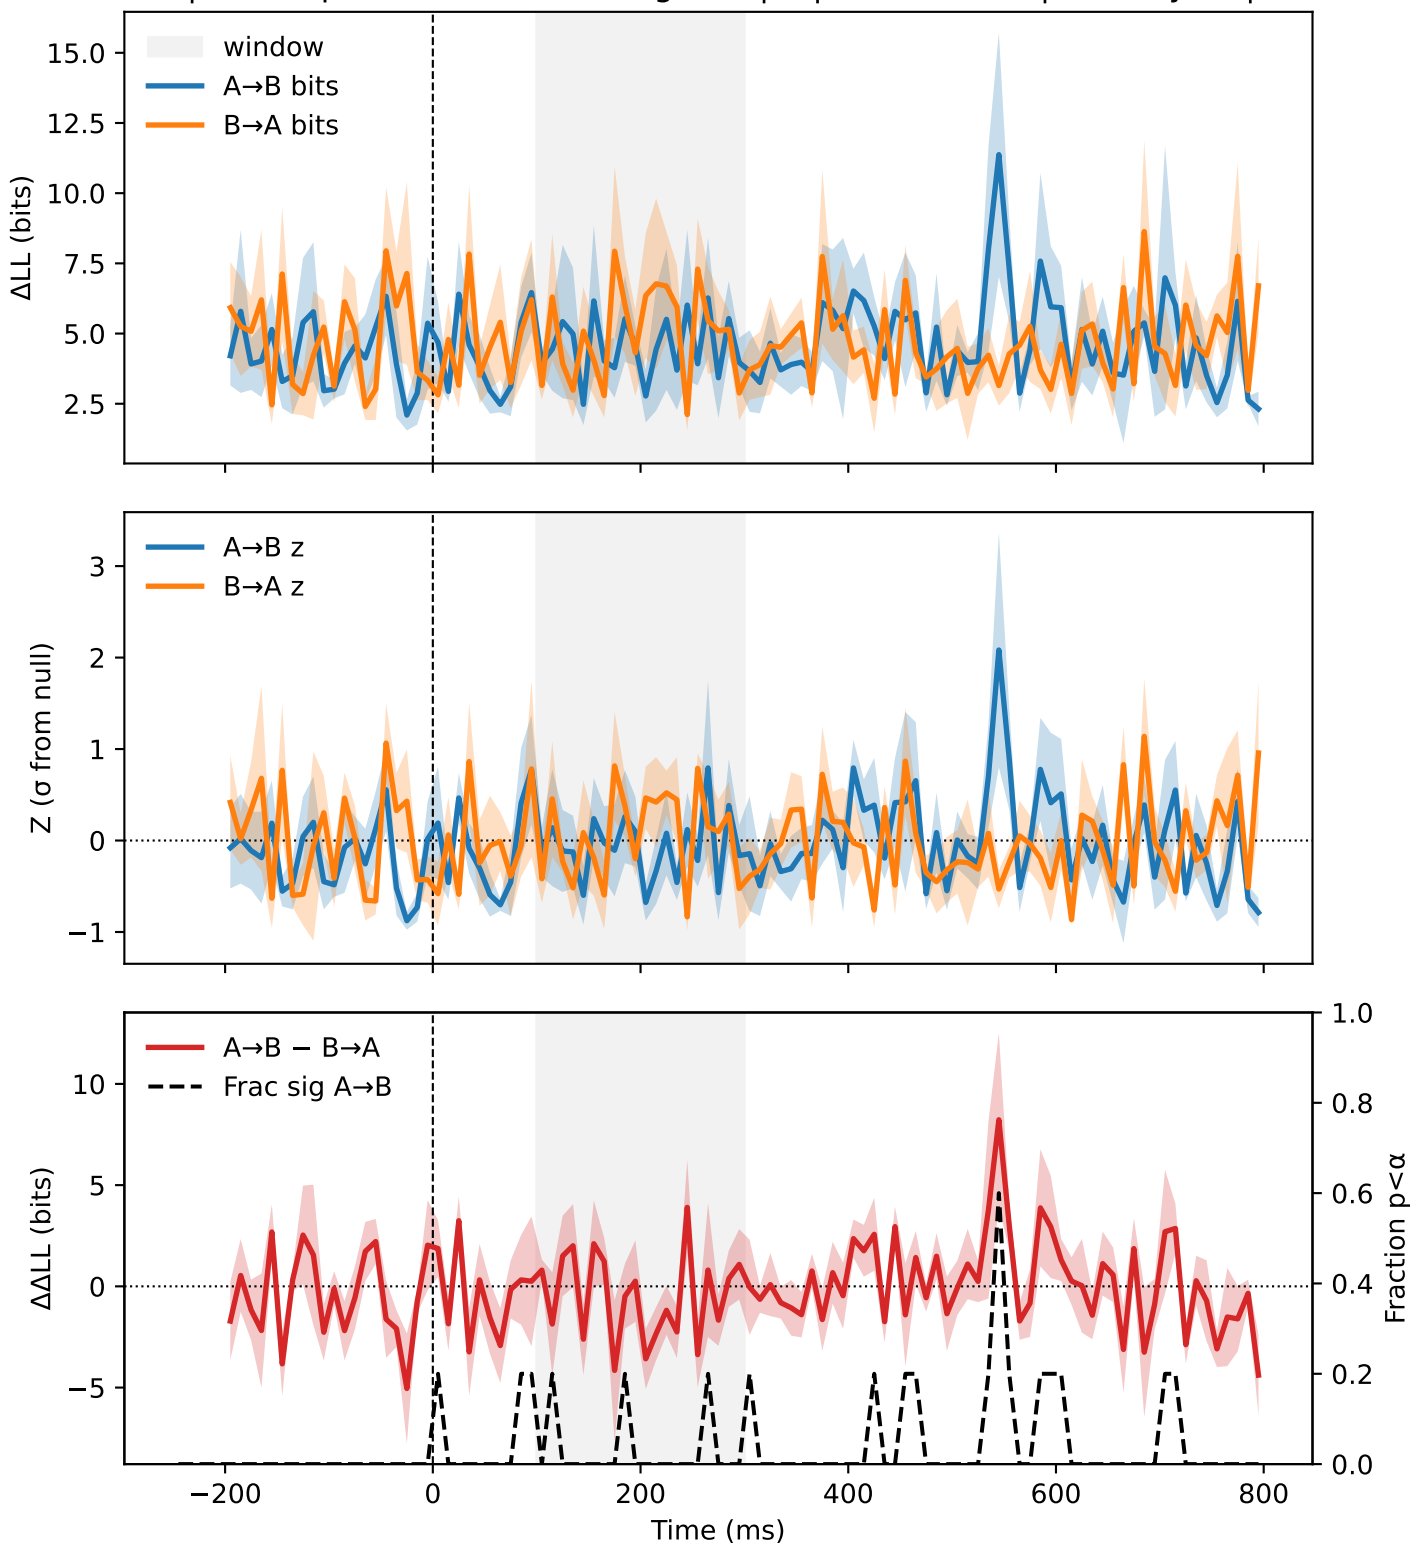 15.0
12.5
10.0
7.5
5.0
2.5
ΔLL (bits)
window
A→B bits
B→A bits
3
2
1
0
−1
Z (σ from null)
A→B z
B→A z
10
5
0
−5
ΔΔLL (bits)
A→B − B→A
Frac sig A→B
1.0
0.8
0.6
0.4
0.2
0.0
Fraction p<α
−200
0
200
400
600
800
Time (ms)